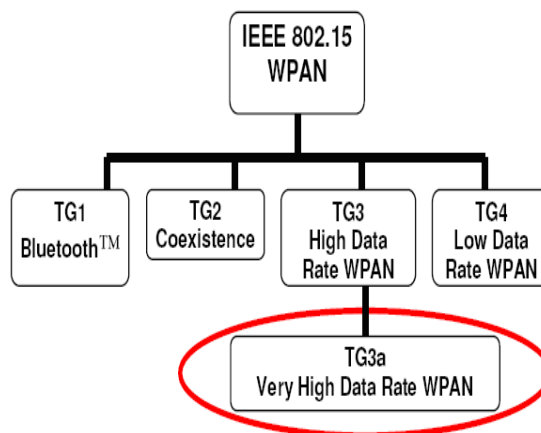 IEEE 802.15
WPAN
TG1
Bluetooth™
TG2
Coexistence
TG3
High Data
Rate WPAN
TG4
Low Data
Rate WPAN
TG3a
Very High Data Rate WPAN